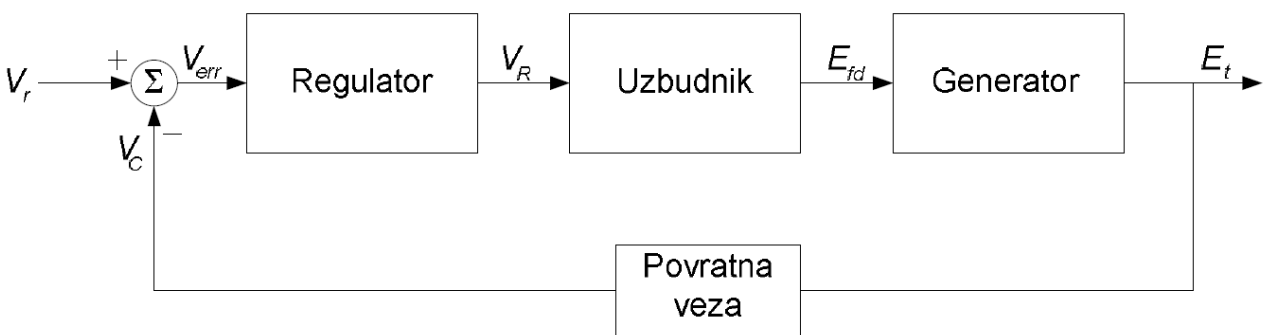 V_r
+
Σ
V_err
Regulator
V_R
Uzbudnik
E_fd
Generator
E_t
−
V_C
Povratna
veza